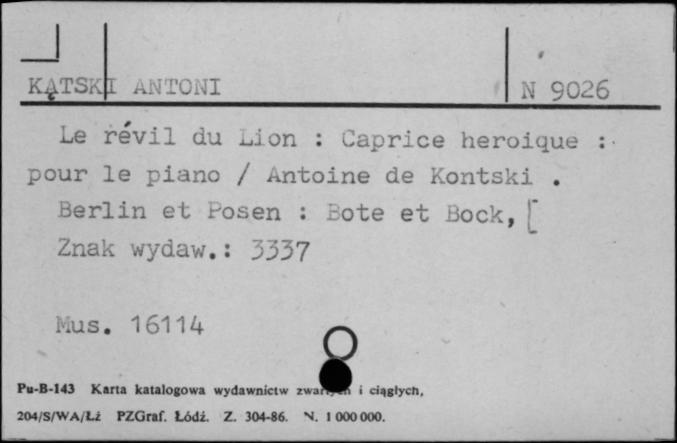 KĄTSKI ANTONI
N 9026
Le révil du Lion : Caprice heroique :
pour le piano / Antoine de Kontski .
Berlin et Posen : Bote et Bock, [
Znak wydaw.: 3337
Mus. 16114
Pu-B-143 Karta katalogowa wydawnictw zwartych i ciągłych,
204/S/WA/Łż PZGraf. Łódź. Z. 304-86. N. 1 000 000.